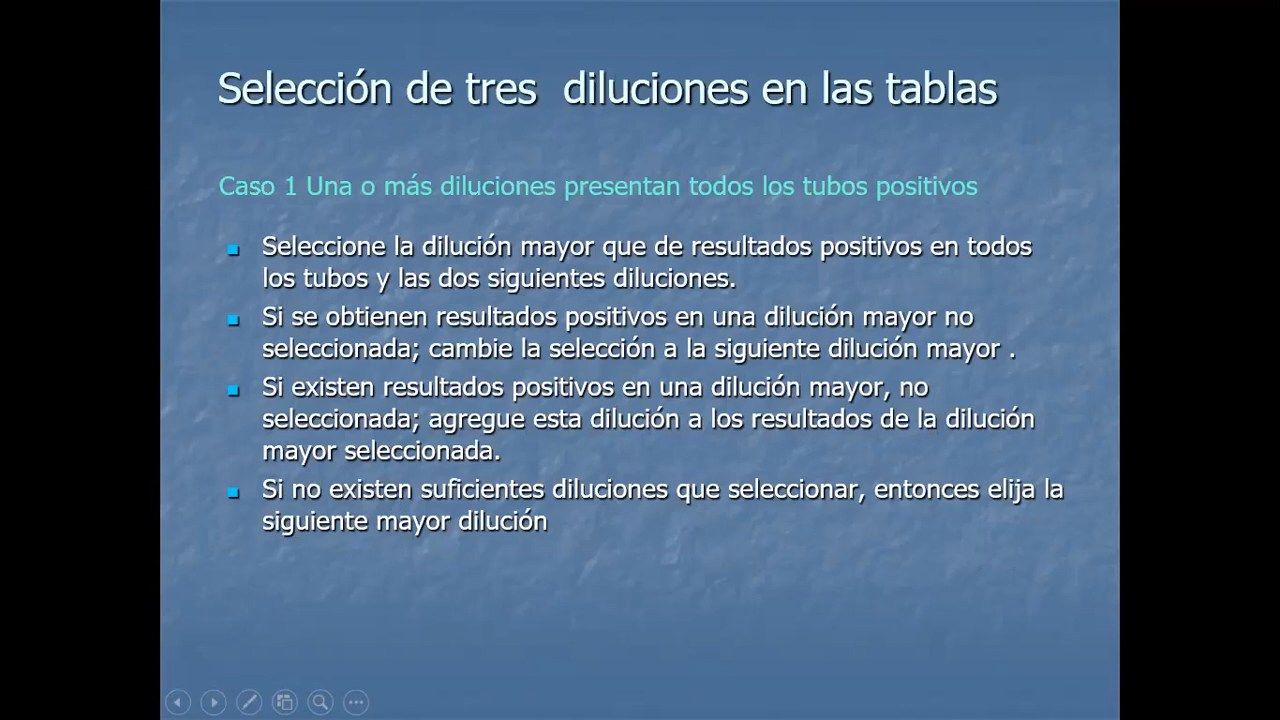 Selección de tres diluciones en las tablas
Caso 1 Una o más diluciones presentan todos los tubos positivos
Seleccione la dilución mayor que de resultados positivos en todos
los tubos y las dos siguientes diluciones.
Si se obtienen resultados positivos en una dilución mayor no
seleccionada; cambie la selección a la siguiente dilución mayor .
Si existen resultados positivos en una dilución mayor, no
seleccionada; agregue esta dilución a los resultados de la dilución
mayor seleccionada.
Si no existen suficientes diluciones que seleccionar, entonces elija la
siguiente mayor dilución